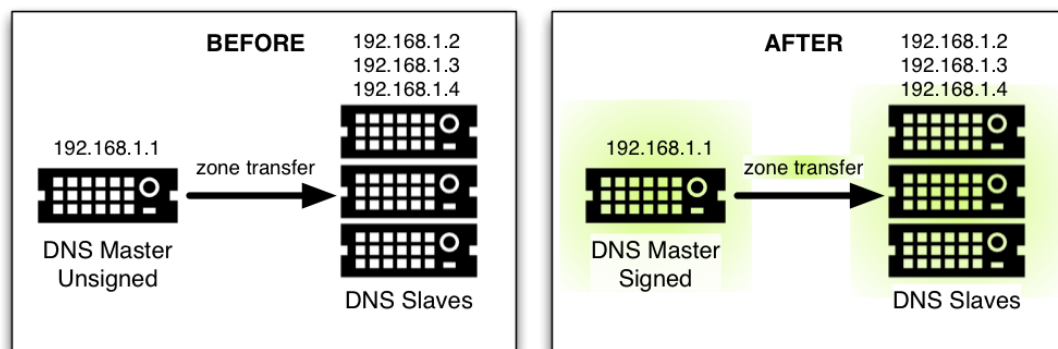 BEFORE
192.168.1.2
192.168.1.3
192.168.1.4
192.168.1.1
zone transfer
DNS Master
Unsigned
DNS Slaves
AFTER
192.168.1.2
192.168.1.3
192.168.1.4
192.168.1.1
zone transfer
DNS Master
Signed
DNS Slaves